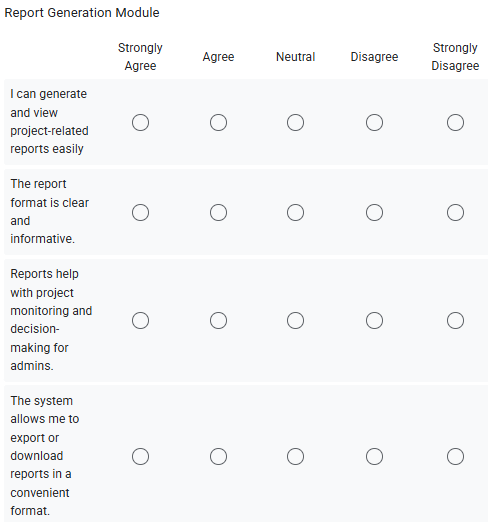 Report Generation Module
Strongly
Agree
Agree
Neutral
Disagree
Strongly
Disagree
I can generate
and view
project-related
reports easily
The report
format is clear
and
informative.
Reports help
with project
monitoring and
decision-
making for
admins.
The system
allows me to
export or
download
reports in a
convenient
format.